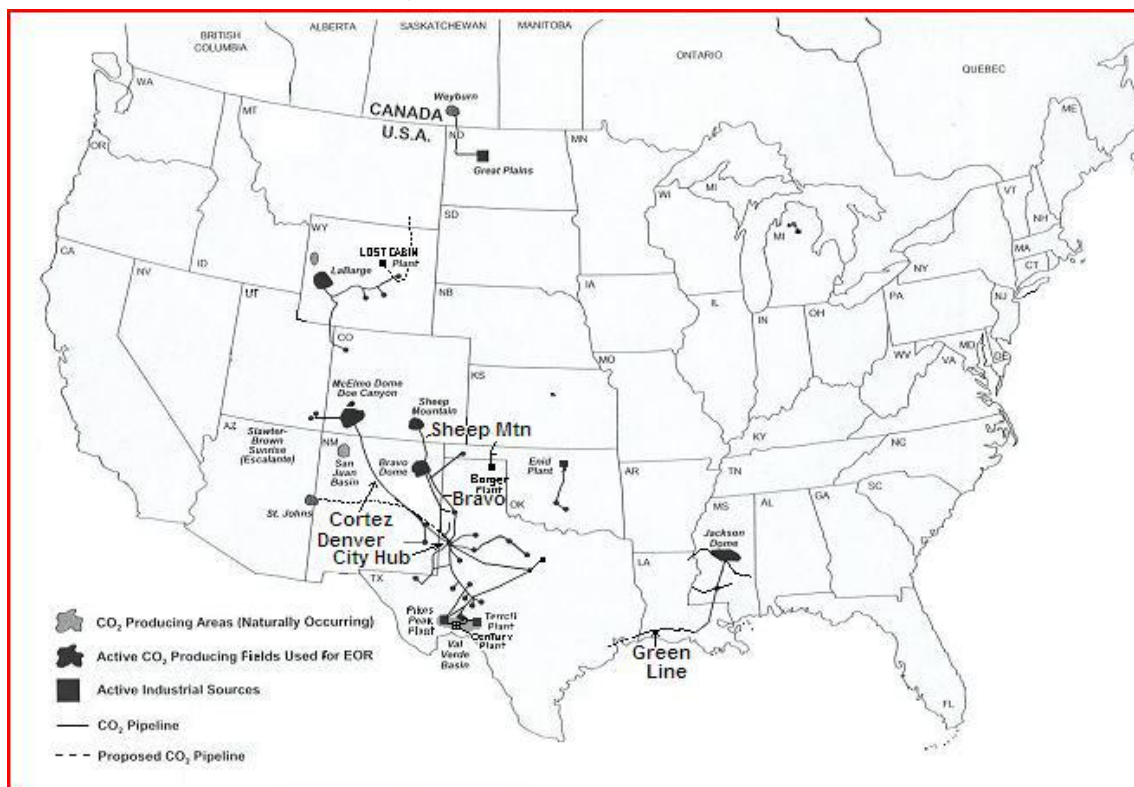 BRITISH
COLUMBIA
ALBERTA
SASKATCHEWAN
MANITOBA
ONTARIO
QUEBEC
WA
MT
Weyburn
CANADA
U.S.A.
ND
MN
ME
OR
Great Plains
WI
MI
VT
NH
SD
WY
LOST CABIN
Plant
LaBarge
MI
MA
CT
NY
CA
NV
ID
UT
NB
IA
PA
NJ
IL
IN
OH
MD
DE
CO
MO
WV
VA
KS
McElmo Dome
Doe Canyon
Sheep
Mountain
KY
AZ
Sheep Mtn
NC
Slawter-
Brown
Sunrise
(Escalante)
NM
San
Juan
Basin
Bravo
Dome
Borger
Plant
Enid
Plant
AR
TN
SC
Bravo
OK
St. Johns
MS
AL
GA
Cortez
Denver
City Hub
Jackson
Dome
LA
TX
Pikes
Peak
Plant
Terrell
Plant
Century
Plant
Val
Verde
Basin
Green
Line
FL
CO2 Producing Areas (Naturally Occurring)
Active CO2 Producing Fields Used for EOR
Active Industrial Sources
CO2 Pipeline
Proposed CO2 Pipeline